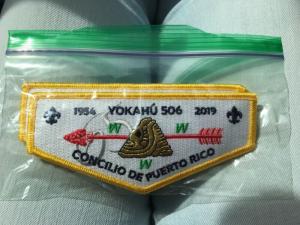 1954 YOKAHÚ 506 2019
W W
W
CONCILIO DE PUERTO RICO